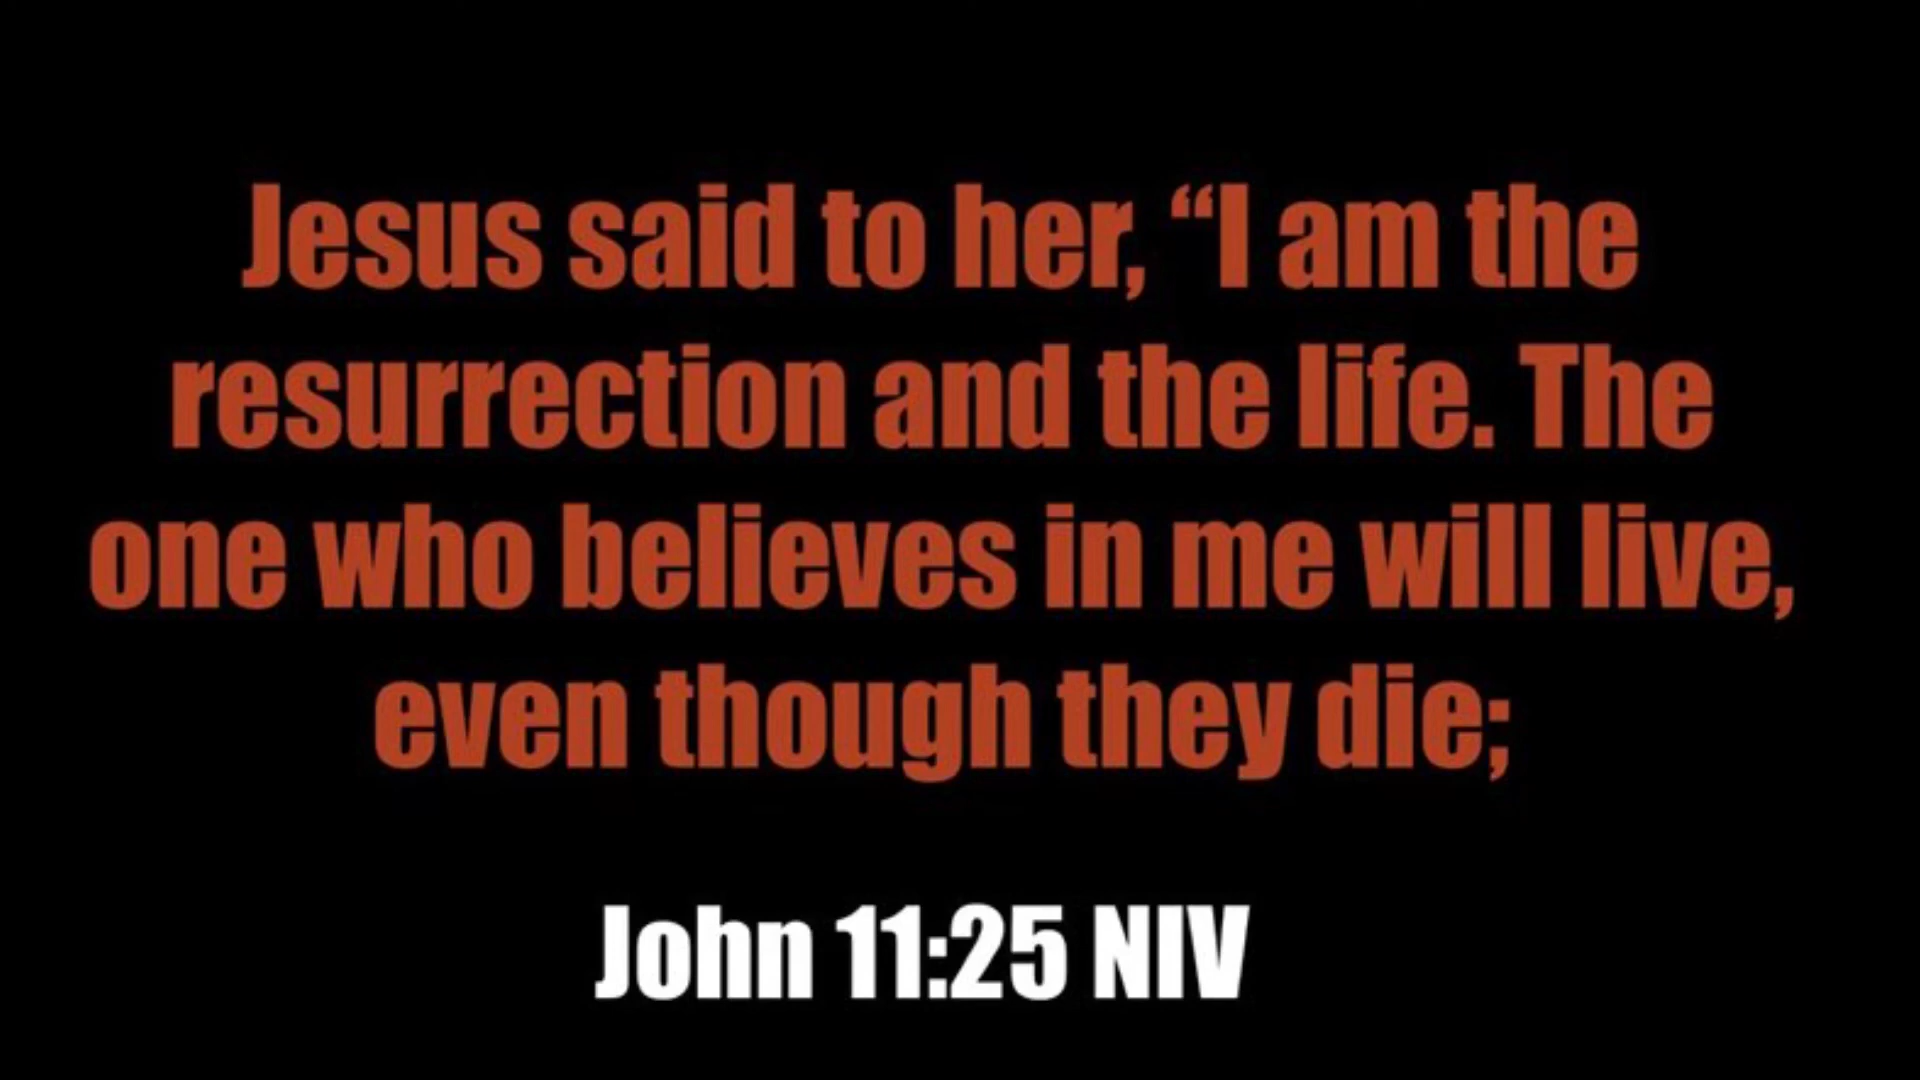 Jesus said to her, “I am the
resurrection and the life. The
one who believes in me will live,
even though they die;
John 11:25 NIV